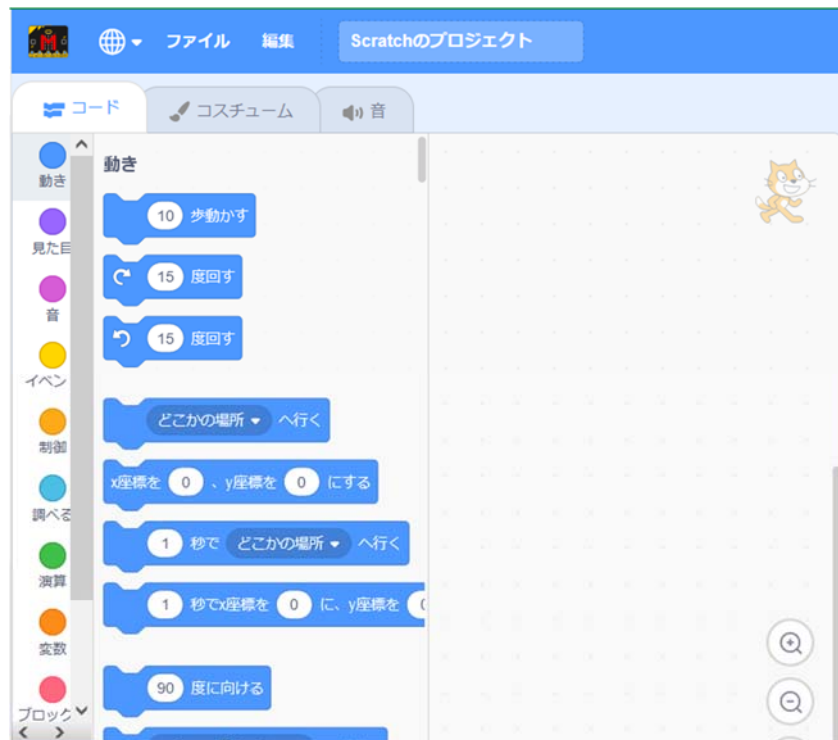 M
ファイル 編集 Scratchのプロジェクト
コード コスチューム 音
動き
見た目
音
イベン
制御
調べる
演算
変数
ブロック
動き
10 歩動かす
15 度回す
15 度回す
どこかの場所 へ行く
x座標を 0 、y座標を 0 にする
1 秒で どこかの場所 へ行く
1 秒でx座標を 0 に、y座標を 0
90 度に向ける